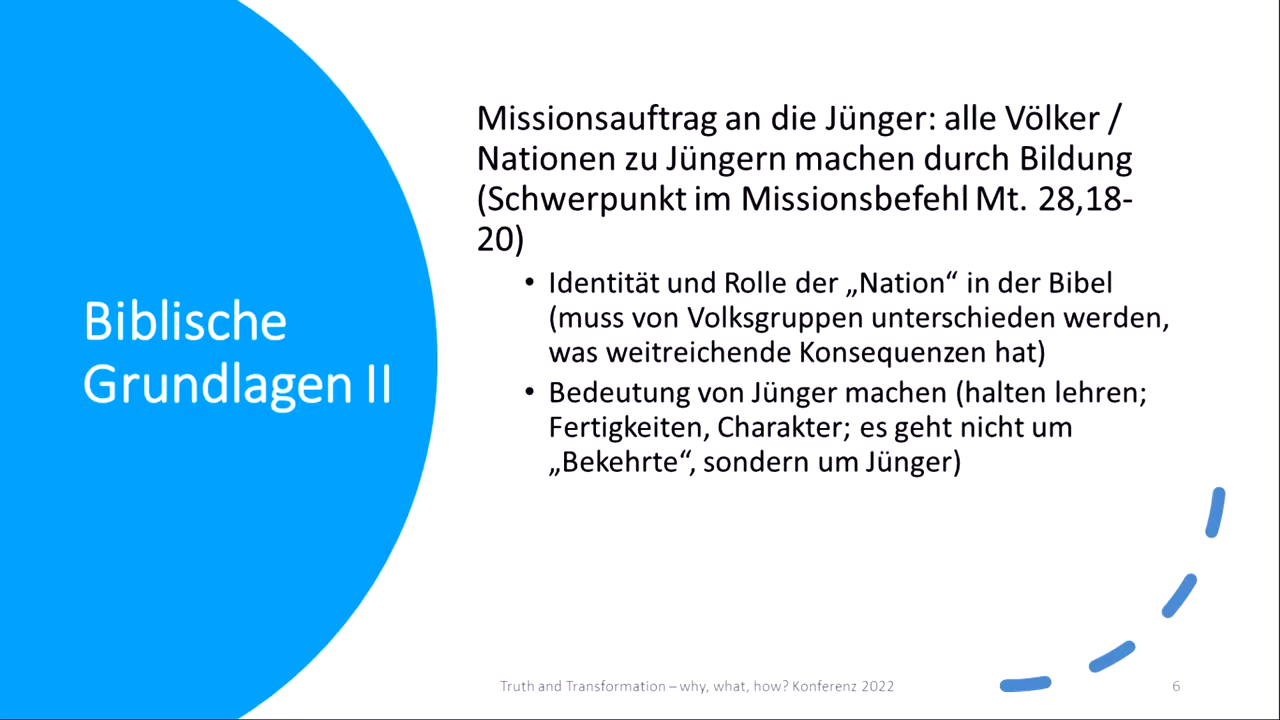 Biblische
Grundlagen II
Missionsauftrag an die Jünger: alle Völker /
Nationen zu Jüngern machen durch Bildung
(Schwerpunkt im Missionsbefehl Mt. 28,18-
20)
• Identität und Rolle der „Nation“ in der Bibel
(muss von Volksgruppen unterschieden werden,
was weitreichende Konsequenzen hat)
• Bedeutung von Jünger machen (halten lehren;
Fertigkeiten, Charakter; es geht nicht um
„Bekehrte“, sondern um Jünger)
Truth and Transformation – why, what, how? Konferenz 2022
6